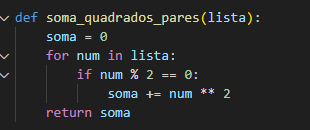 def soma_quadrados_pares(lista):
    soma = 0
    for num in lista:
        if num % 2 == 0:
            soma += num ** 2
    return soma